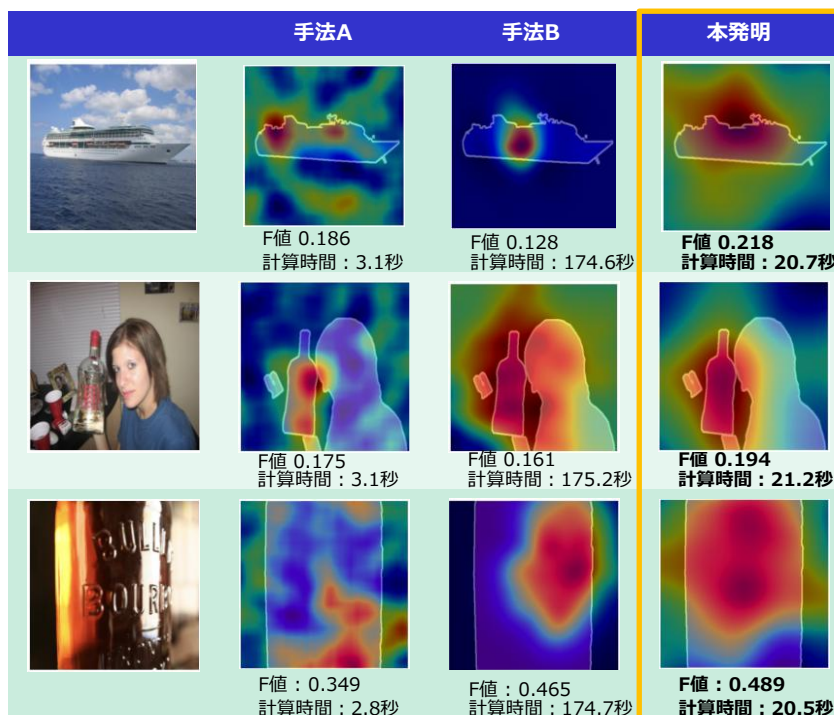 手法A
手法B
本発明
F値 0.186
計算時間：3.1秒
F値 0.128
計算時間：174.6秒
F値 0.218
計算時間：20.7秒
F値 0.175
計算時間：3.1秒
F値 0.161
計算時間：175.2秒
F値 0.194
計算時間：21.2秒
BULL
BOUR
F値：0.349
計算時間：2.8秒
F値：0.465
計算時間：174.7秒
F値：0.489
計算時間：20.5秒